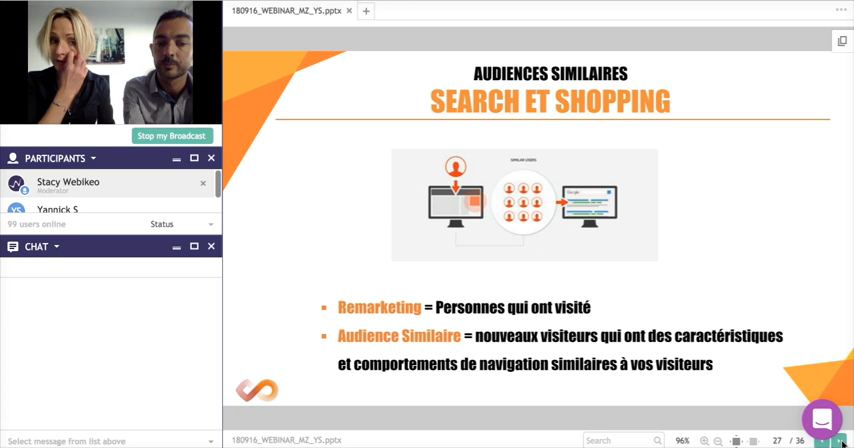 180916_WEBINAR_MZ_YS.pptx
AUDIENCES SIMILAIRES
SEARCH ET SHOPPING
SIMILAR USERS
Google
Remarketing = Personnes qui ont visité
Audience Similaire = nouveaux visiteurs qui ont des caractéristiques
et comportements de navigation similaires à vos visiteurs
Stop my Broadcast
PARTICIPANTS
Stacy Webikeo
Moderator
YS Yannick S
99 users online Status
CHAT
Select message from list above
180916_WEBINAR_MZ_YS.pptx
Search 96% 27 / 36